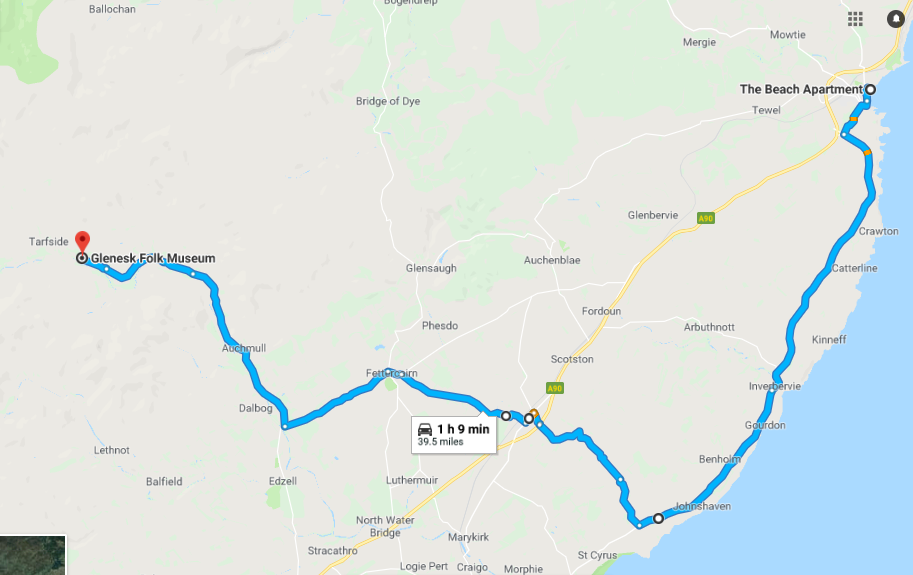 Ballochan
Bogendreip
Mowtie
Mergie
The Beach Apartment
Bridge of Dye
Tewel
A90
Glenbervie
Crawton
Tarfside
Glenesk Folk Museum
Auchenblae
Glensaugh
Catterline
Fordoun
Phesdo
Arbuthnott
Kinneff
Auchmull
Scotston
Fettercairn
A90
Inverbervie
Dalbog
Gourdon
1 h 9 min
39.5 miles
Lethnot
Benholm
Balfield
Edzell
Luthermuir
Johnshaven
North Water
Bridge
Marykirk
Stracathro
St Cyrus
Logie Pert
Craigo
Morphie